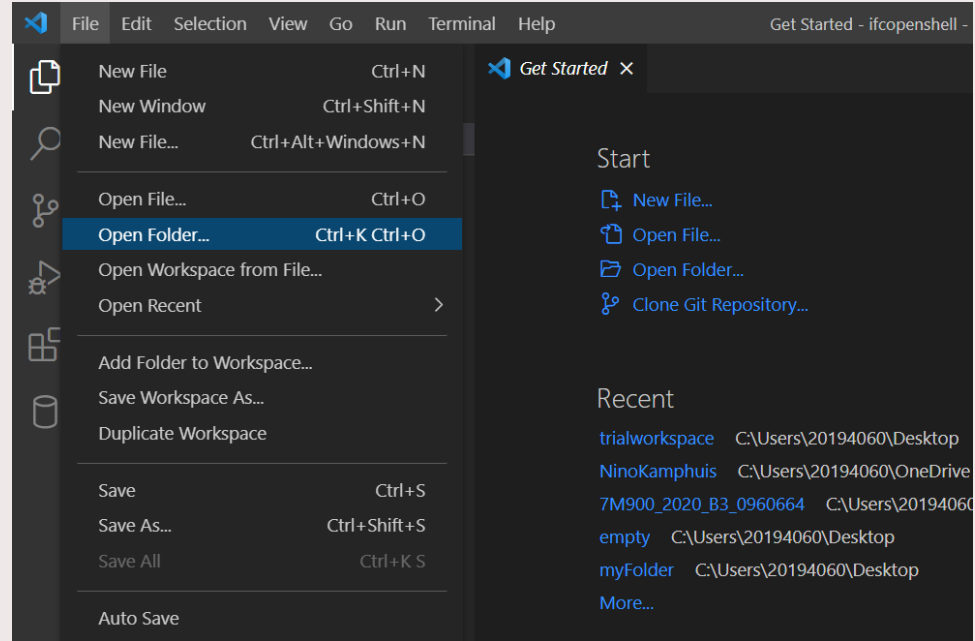 File Edit Selection View Go Run Terminal Help Get Started - ifcopenshell -
New File Ctrl+N
New Window Ctrl+Shift+N
New File... Ctrl+Alt+Windows+N
Open File... Ctrl+O
Open Folder... Ctrl+K Ctrl+O
Open Workspace from File...
Open Recent
Add Folder to Workspace...
Save Workspace As...
Duplicate Workspace
Save Ctrl+S
Save As... Ctrl+Shift+S
Save All Ctrl+K S
Auto Save
Get Started
Start
New File...
Open File...
Open Folder...
Clone Git Repository...
Recent
trialworkspace C:\Users\20194060\Desktop
NinoKamphuis C:\Users\20194060\OneDrive
7M900_2020_B3_0960664 C:\Users\20194060
empty C:\Users\20194060\Desktop
myFolder C:\Users\20194060\Desktop
More...